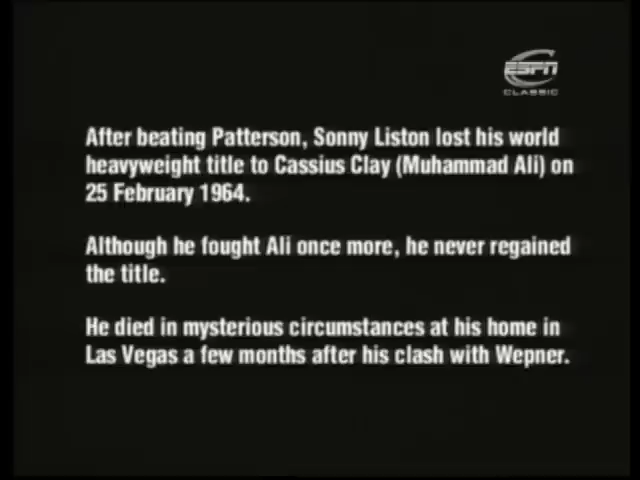 ESPN
CLASSIC
After beating Patterson, Sonny Liston lost his world
heavyweight title to Cassius Clay (Muhammad Ali) on
25 February 1964.
Although he fought Ali once more, he never regained
the title.
He died in mysterious circumstances at his home in
Las Vegas a few months after his clash with Wepner.